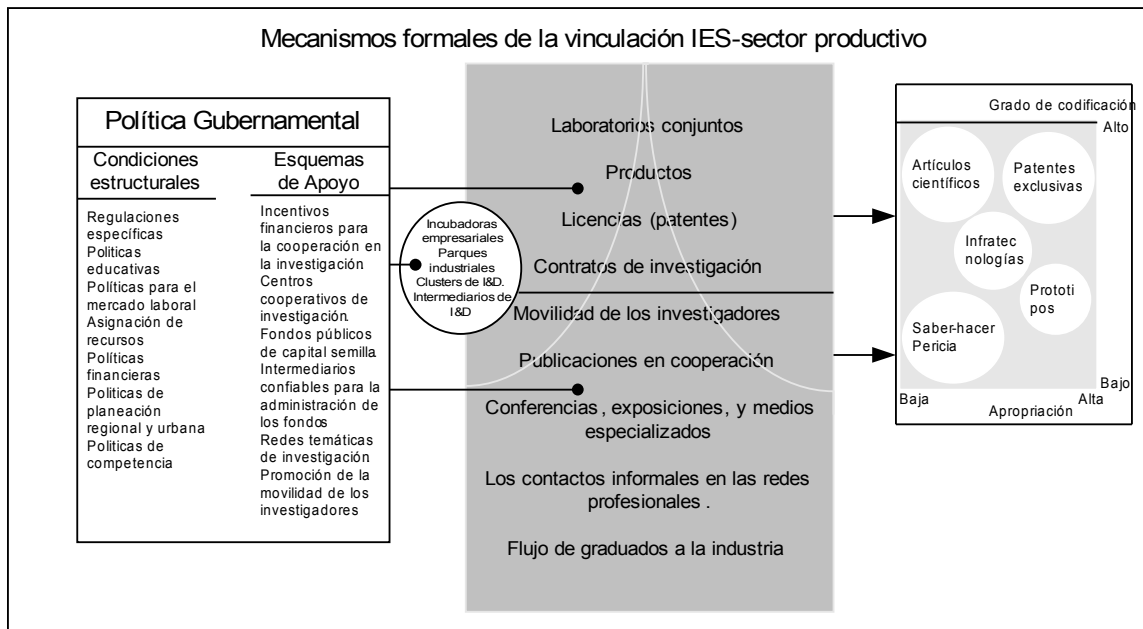 Mecanismos formales de la vinculación IES-sector productivo
Política Gubernamental
Condiciones
estructurales
Regulaciones
específicas
Politicas
educativas
Políticas para el
mercado laboral
Asignación de
recursos
Políticas
financieras
Politicas de
planeación
regional y urbana
Politicas de
competencia
Esquemas
de Apoyo
Incentivos
financieros para
la cooperación en
la investigación
Centros
cooperativos de
investigación.
Fondos públicos
de capital semilla.
Intermediarios
confiables para la
administración de
los fondos
Redes temáticas
de investigación
Promoción de la
movilidad de los
investigadores
Incubadoras
empresariales
Parques
industriales
Clusters de I&D.
Intermediarios de
I&D
Laboratorios conjuntos
Productos
Licencías (patentes)
Contratos de investigación
Movilidad de los investigadores
Publicaciones en cooperación
Conferencias, exposiciones, y medios
especializados
Los contactos informales en las redes
profesionales .
Flujo de graduados a la industria
Grado de codificación
Alto
Artículos
científicos
Patentes
exclusivas
Infratec
nologías
Prototi
pos
Saber-hacer
Pericia
Bajo
Baja
Alta
Apropriación